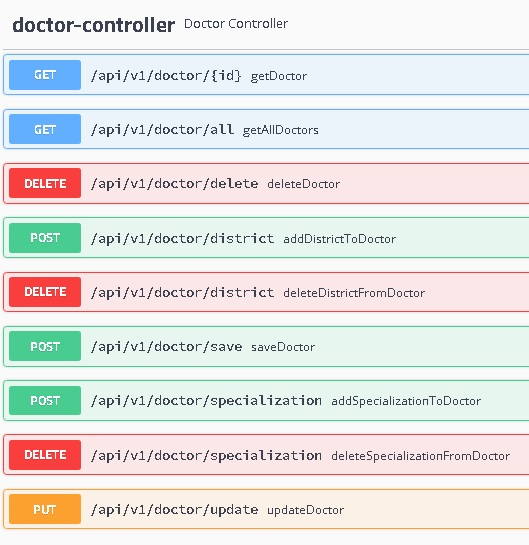 doctor-controller Doctor Controller
GET /api/v1/doctor/{id} getDoctor
GET /api/v1/doctor/all getAllDoctors
DELETE /api/v1/doctor/delete deleteDoctor
POST /api/v1/doctor/district addDistrictToDoctor
DELETE /api/v1/doctor/district deleteDistrictFromDoctor
POST /api/v1/doctor/save saveDoctor
POST /api/v1/doctor/specialization addSpecializationToDoctor
DELETE /api/v1/doctor/specialization deleteSpecializationFromDoctor
PUT /api/v1/doctor/update updateDoctor